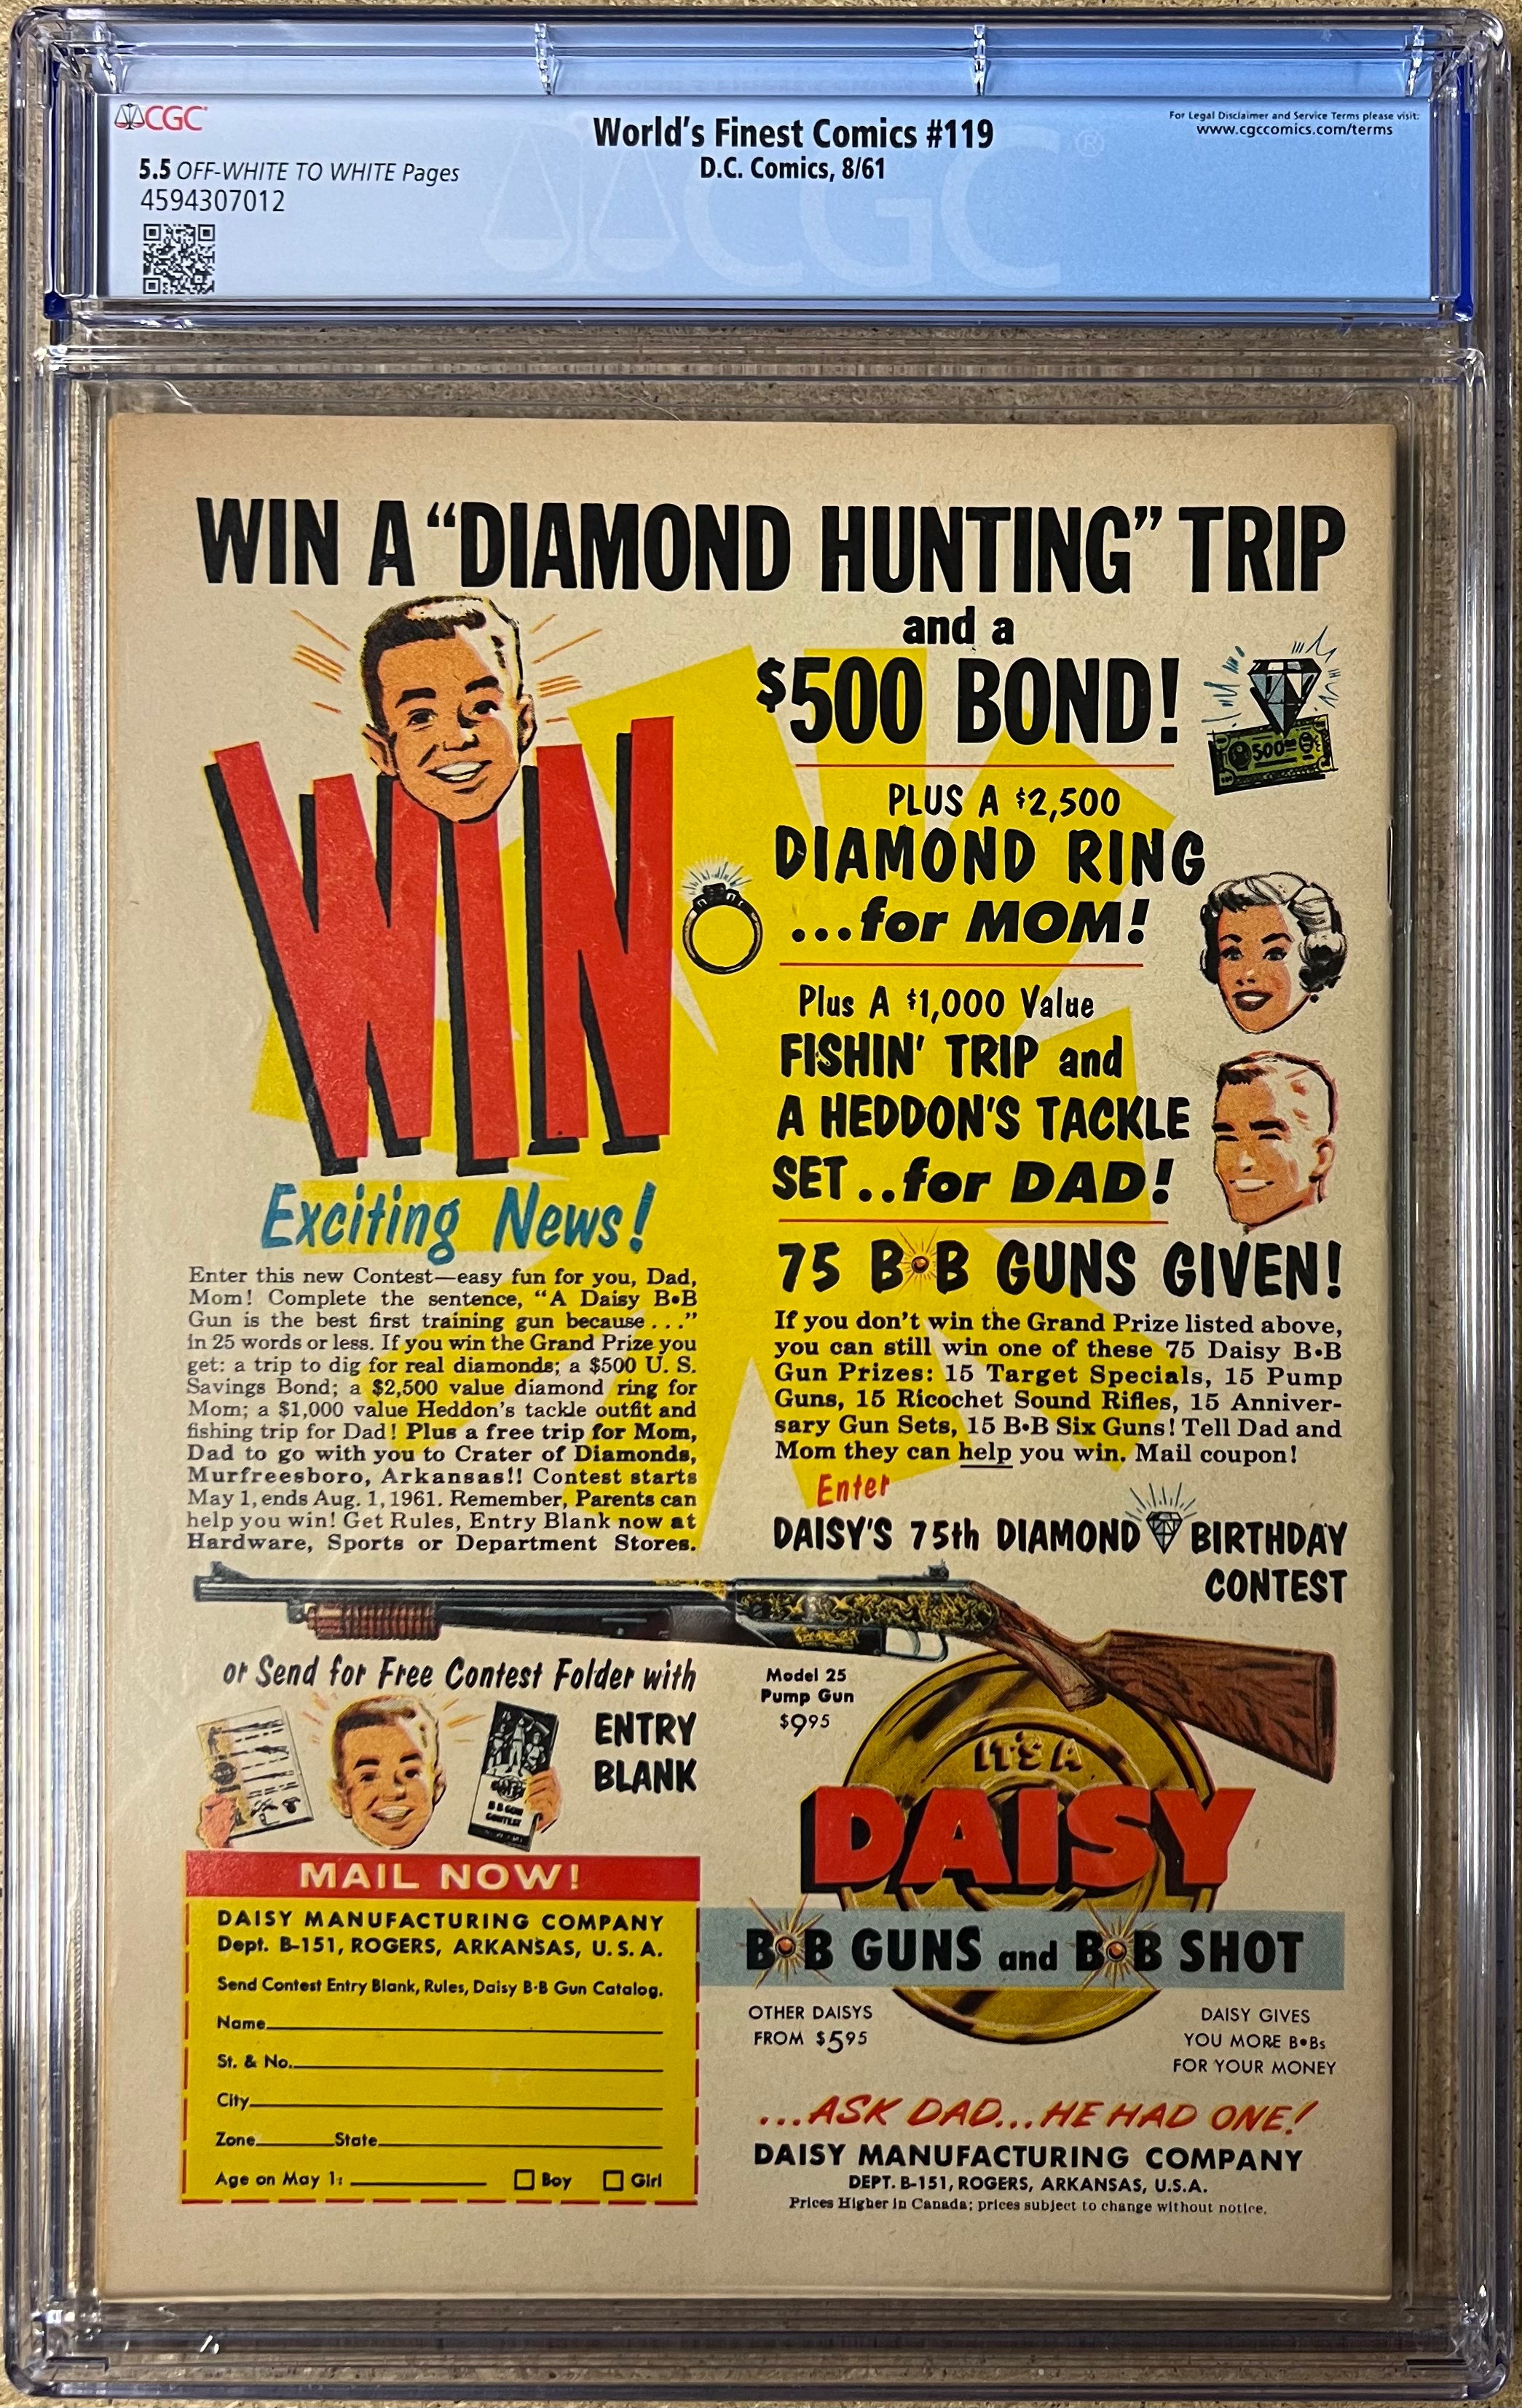 CGC
World's Finest Comics #119
D.C. Comics, 8/61
For Legal Disclaimer and Service Terms please visit:
www.cgccomics.com/terms
5.5 OFF-WHITE TO WHITE Pages
4594307012
CGC
WIN A "DIAMOND HUNTING" TRIP
and a
$500 BOND!
500
PLUS A $2,500
DIAMOND RING
...for MOM!
Plus A $1,000 Value
FISHIN' TRIP and
A HEDDON'S TACKLE
SET..for DAD!
WIN
Exciting News!
Enter this new Contest—easy fun for you, Dad,
Mom! Complete the sentence, "A Daisy B•B
Gun is the best first training gun because..."
in 25 words or less. If you win the Grand Prize you
get: a trip to dig for real diamonds; a $500 U. S.
Savings Bond; a $2,500 value diamond ring for
Mom; a $1,000 value Heddon's tackle outfit and
fishing trip for Dad! Plus a free trip for Mom,
Dad to go with you to Crater of Diamonds,
Murfreesboro, Arkansas!! Contest starts
May 1, ends Aug. 1, 1961. Remember, Parents can
help you win! Get Rules, Entry Blank now at
Hardware, Sports or Department Stores.
75 B•B GUNS GIVEN!
If you don't win the Grand Prize listed above,
you can still win one of these 75 Daisy B•B
Gun Prizes: 15 Target Specials, 15 Pump
Guns, 15 Ricochet Sound Rifles, 15 Anniver-
sary Gun Sets, 15 B•B Six Guns! Tell Dad and
Mom they can help you win. Mail coupon!
Enter
DAISY'S 75th DIAMOND BIRTHDAY
CONTEST
or Send for Free Contest Folder with
ENTRY
BLANK
B B GUN
CONTEST
Model 25
Pump Gun
$9.95
IT'S A
DAISY
B•B GUNS and B•B SHOT
OTHER DAISYS
FROM $5.95
DAISY GIVES
YOU MORE B•Bs
FOR YOUR MONEY
...ASK DAD...HE HAD ONE!
DAISY MANUFACTURING COMPANY
DEPT. B-151, ROGERS, ARKANSAS, U.S.A.
Prices Higher in Canada; prices subject to change without notice.
MAIL NOW!
DAISY MANUFACTURING COMPANY
Dept. B-151, ROGERS, ARKANSAS, U. S. A.
Send Contest Entry Blank, Rules, Daisy B•B Gun Catalog.
Name
St. & No.
City
Zone State
Age on May 1: Boy Girl